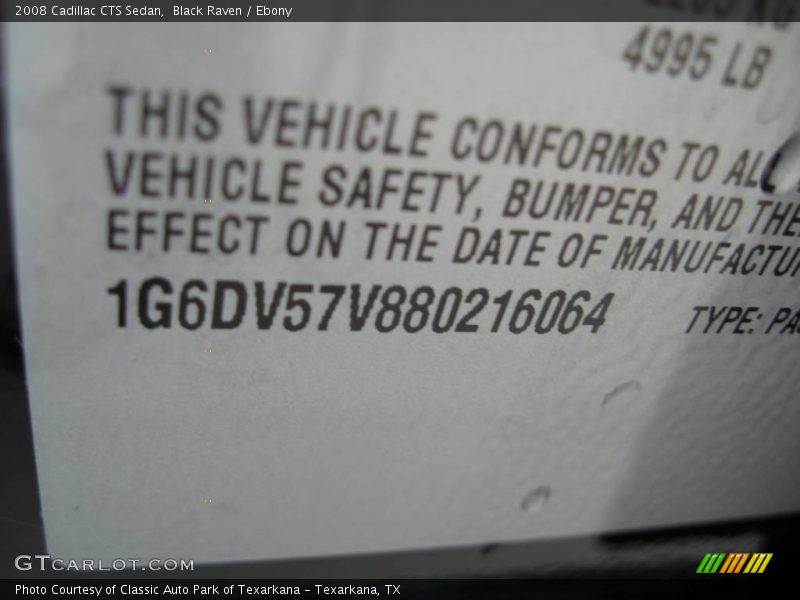 2008 Cadillac CTS Sedan, Black Raven / Ebony
4995 LB
THIS VEHICLE CONFORMS TO ALL
VEHICLE SAFETY, BUMPER, AND THE
EFFECT ON THE DATE OF MANUFACTU
1G6DV57V880216064 TYPE: PAS
GTCARLOT.COM
Photo Courtesy of Classic Auto Park of Texarkana - Texarkana, TX